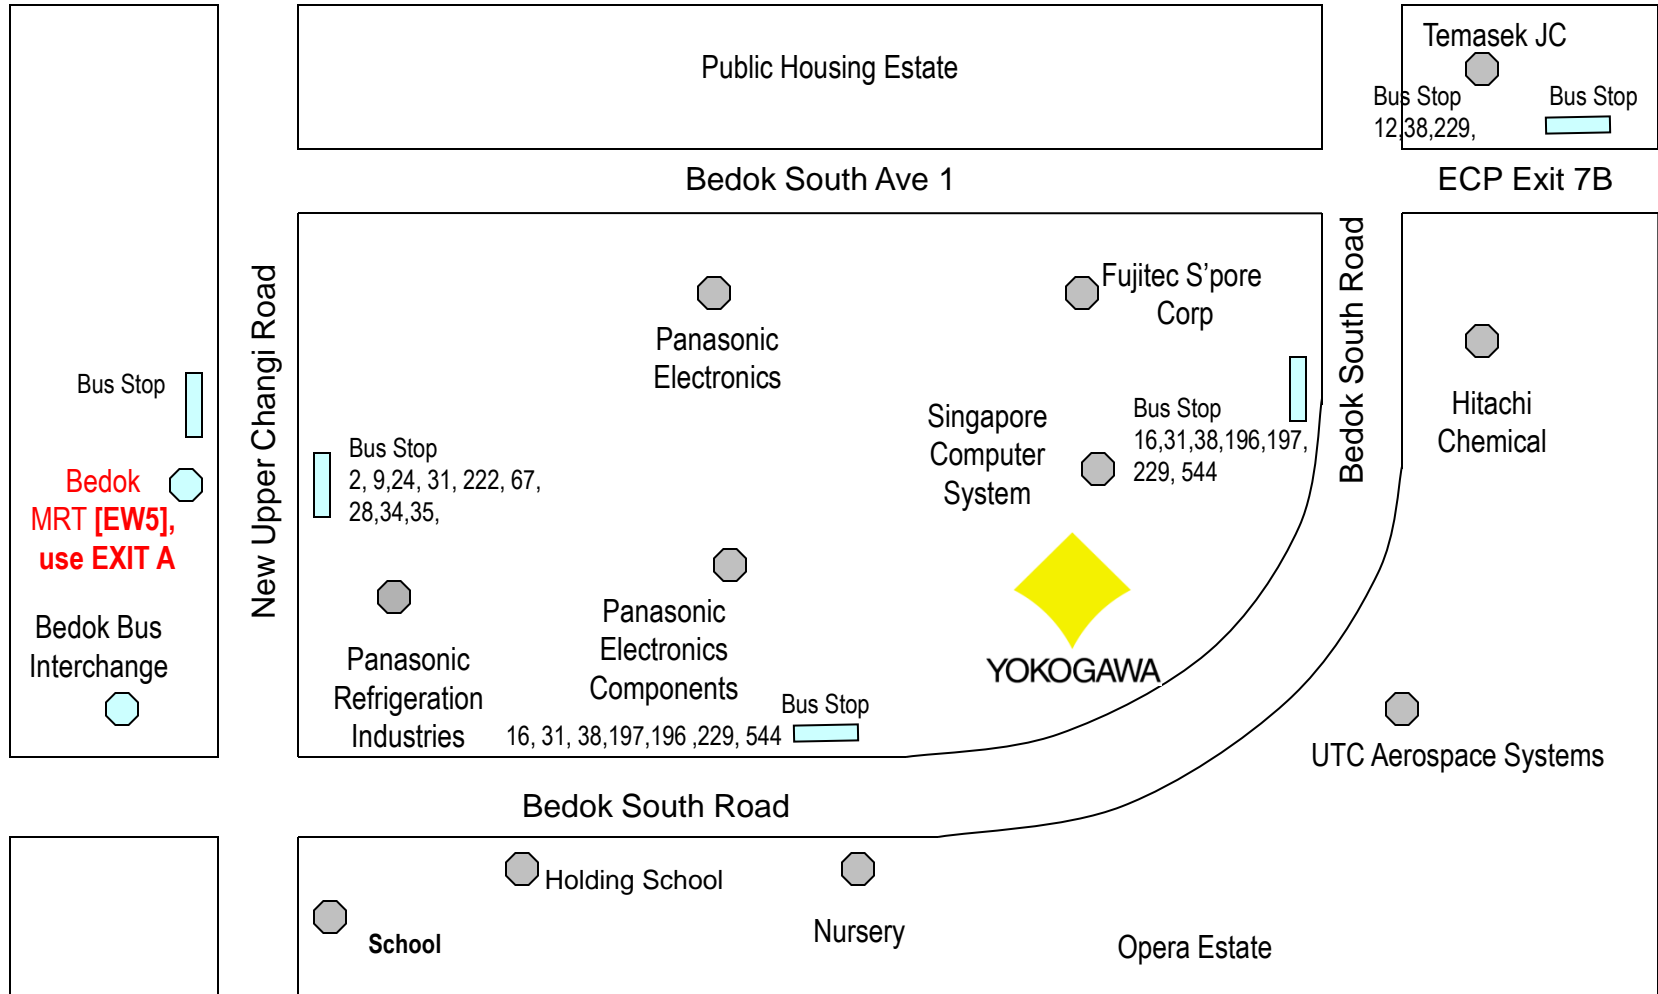 Temasek JC
Public Housing Estate
Bus Stop
12,38,229,
Bus Stop
Bedok South Ave 1
ECP Exit 7B
New Upper Changi Road
Bedok South Road
Fujitec S'pore
Corp
Panasonic
Electronics
Bus Stop
Singapore
Computer
System
Bus Stop
16,31,38,196,197,
229, 544
Hitachi
Chemical
Bus Stop
2, 9,24, 31, 222, 67,
28,34,35,
Bedok
MRT [EW5],
use EXIT A
Bedok Bus
Interchange
Panasonic
Refrigeration
Industries
Panasonic
Electronics
Components
YOKOGAWA
Bus Stop
16, 31, 38,197,196 ,229, 544
UTC Aerospace Systems
Bedok South Road
Holding School
School
Nursery
Opera Estate